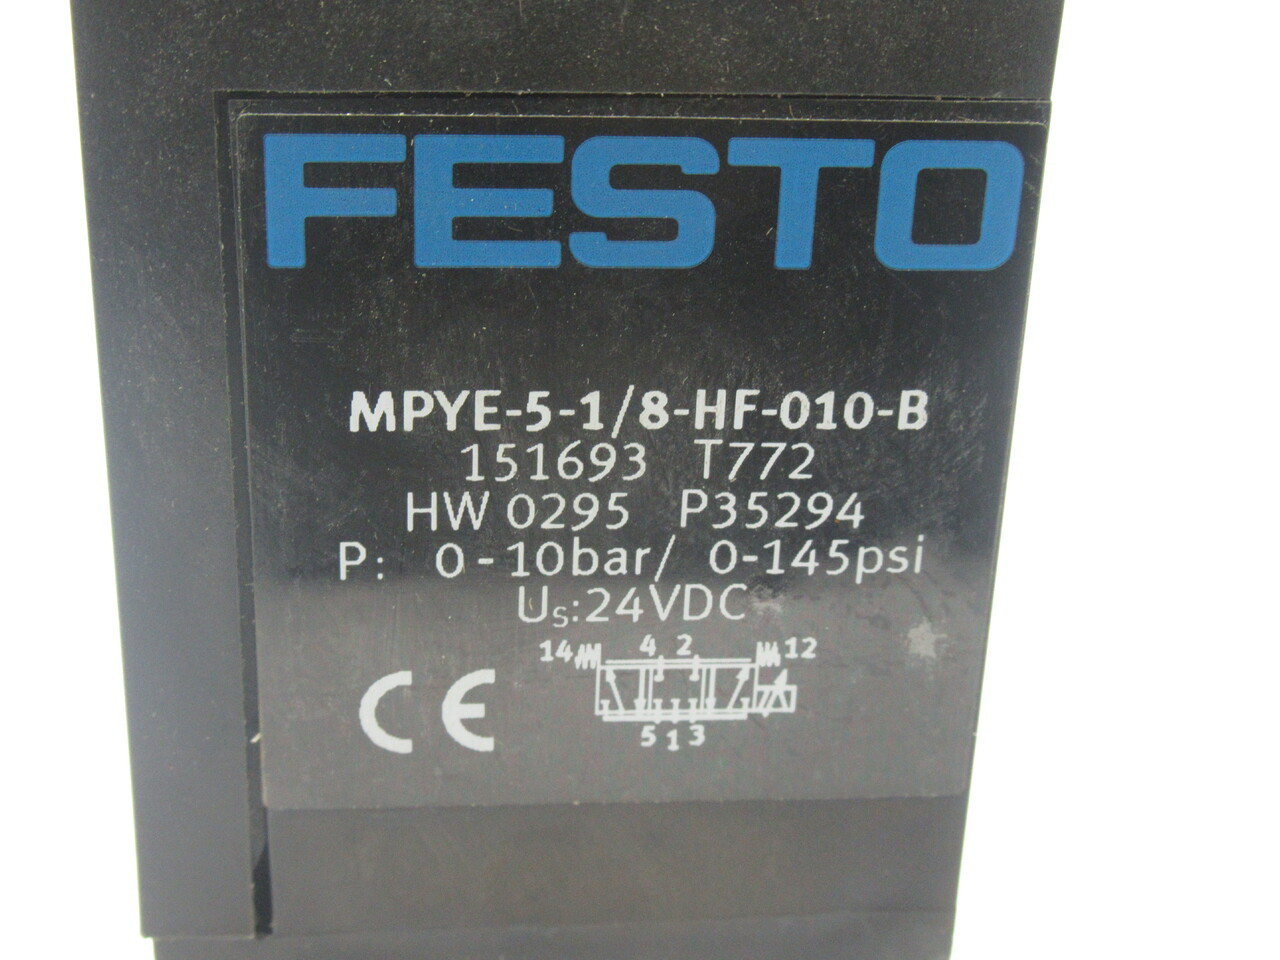 FESTO
MPYE-5-1/8-HF-010-B
151693 T772
HW 0295 P35294
P: 0-10bar/ 0-145psi
Us:24VDC
14 4 2 12
5 1 3
CE